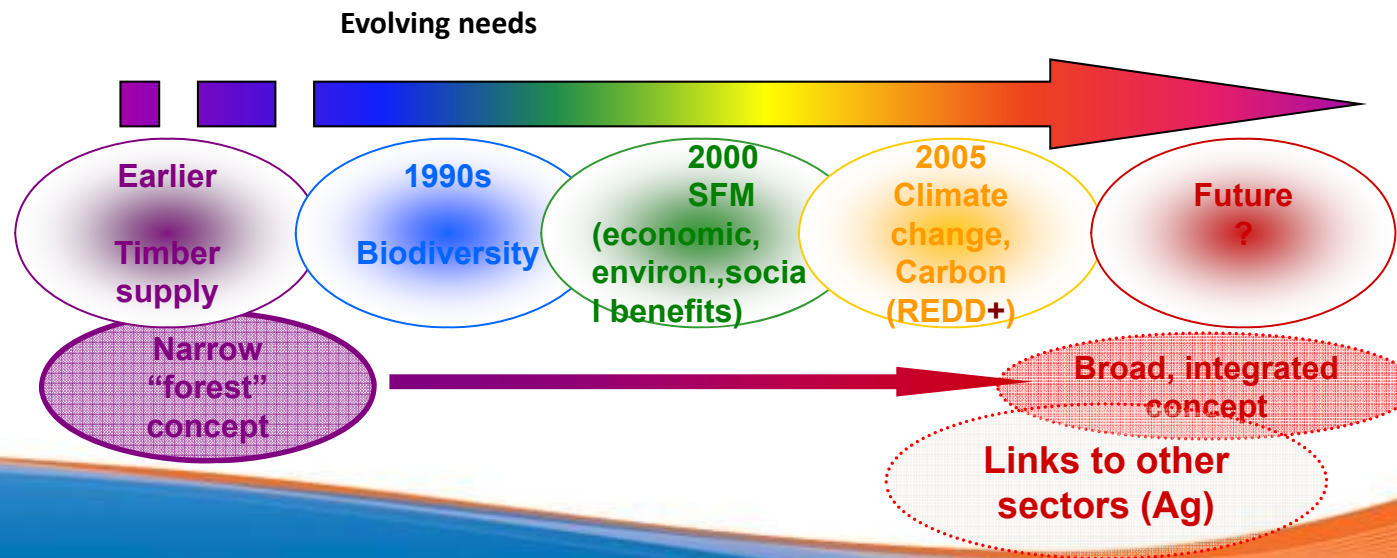 Evolving needs
Earlier
Timber
supply
1990s
Biodiversity
2000
SFM
(economic,
environ.,socia
l benefits)
2005
Climate
change,
Carbon
(REDD+)
Future
?
Narrow
“forest”
concept
Broad, integrated
concept
Links to other
sectors (Ag)